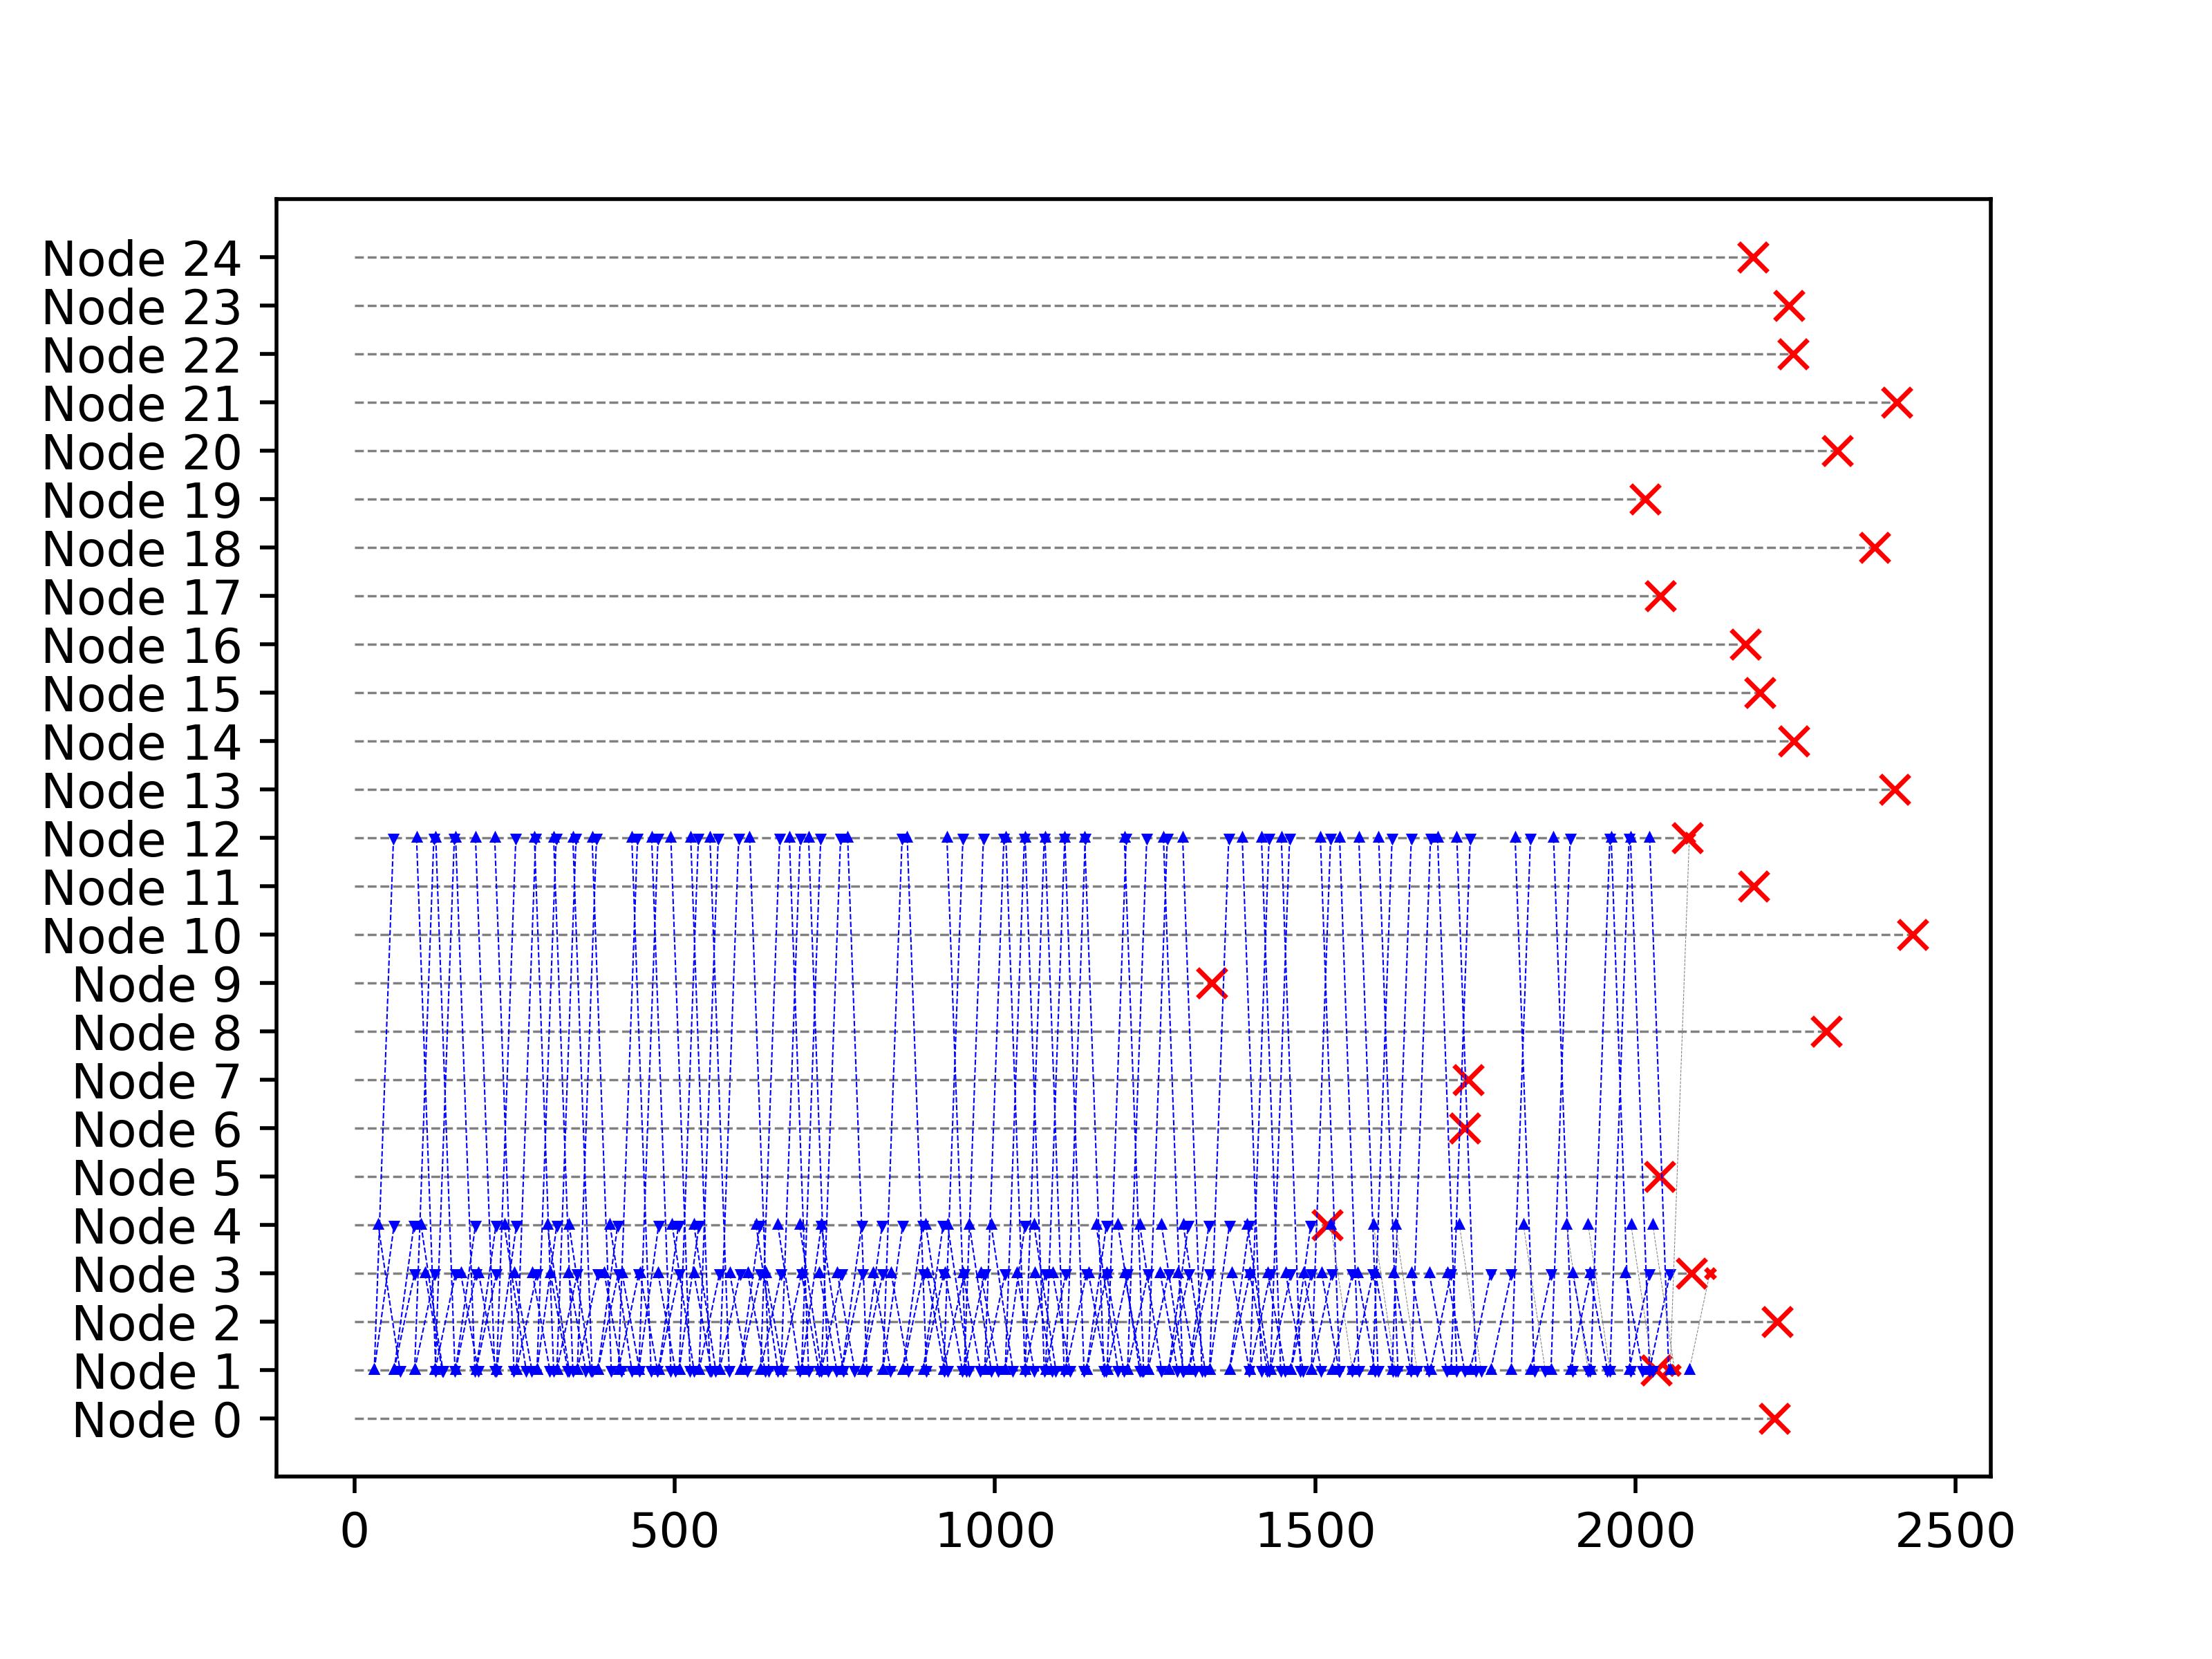 Node 24
Node 23
Node 22
Node 21
Node 20
Node 19
Node 18
Node 17
Node 16
Node 15
Node 14
Node 13
Node 12
Node 11
Node 10
Node 9
Node 8
Node 7
Node 6
Node 5
Node 4
Node 3
Node 2
Node 1
Node 0
0 500 1000 1500 2000 2500